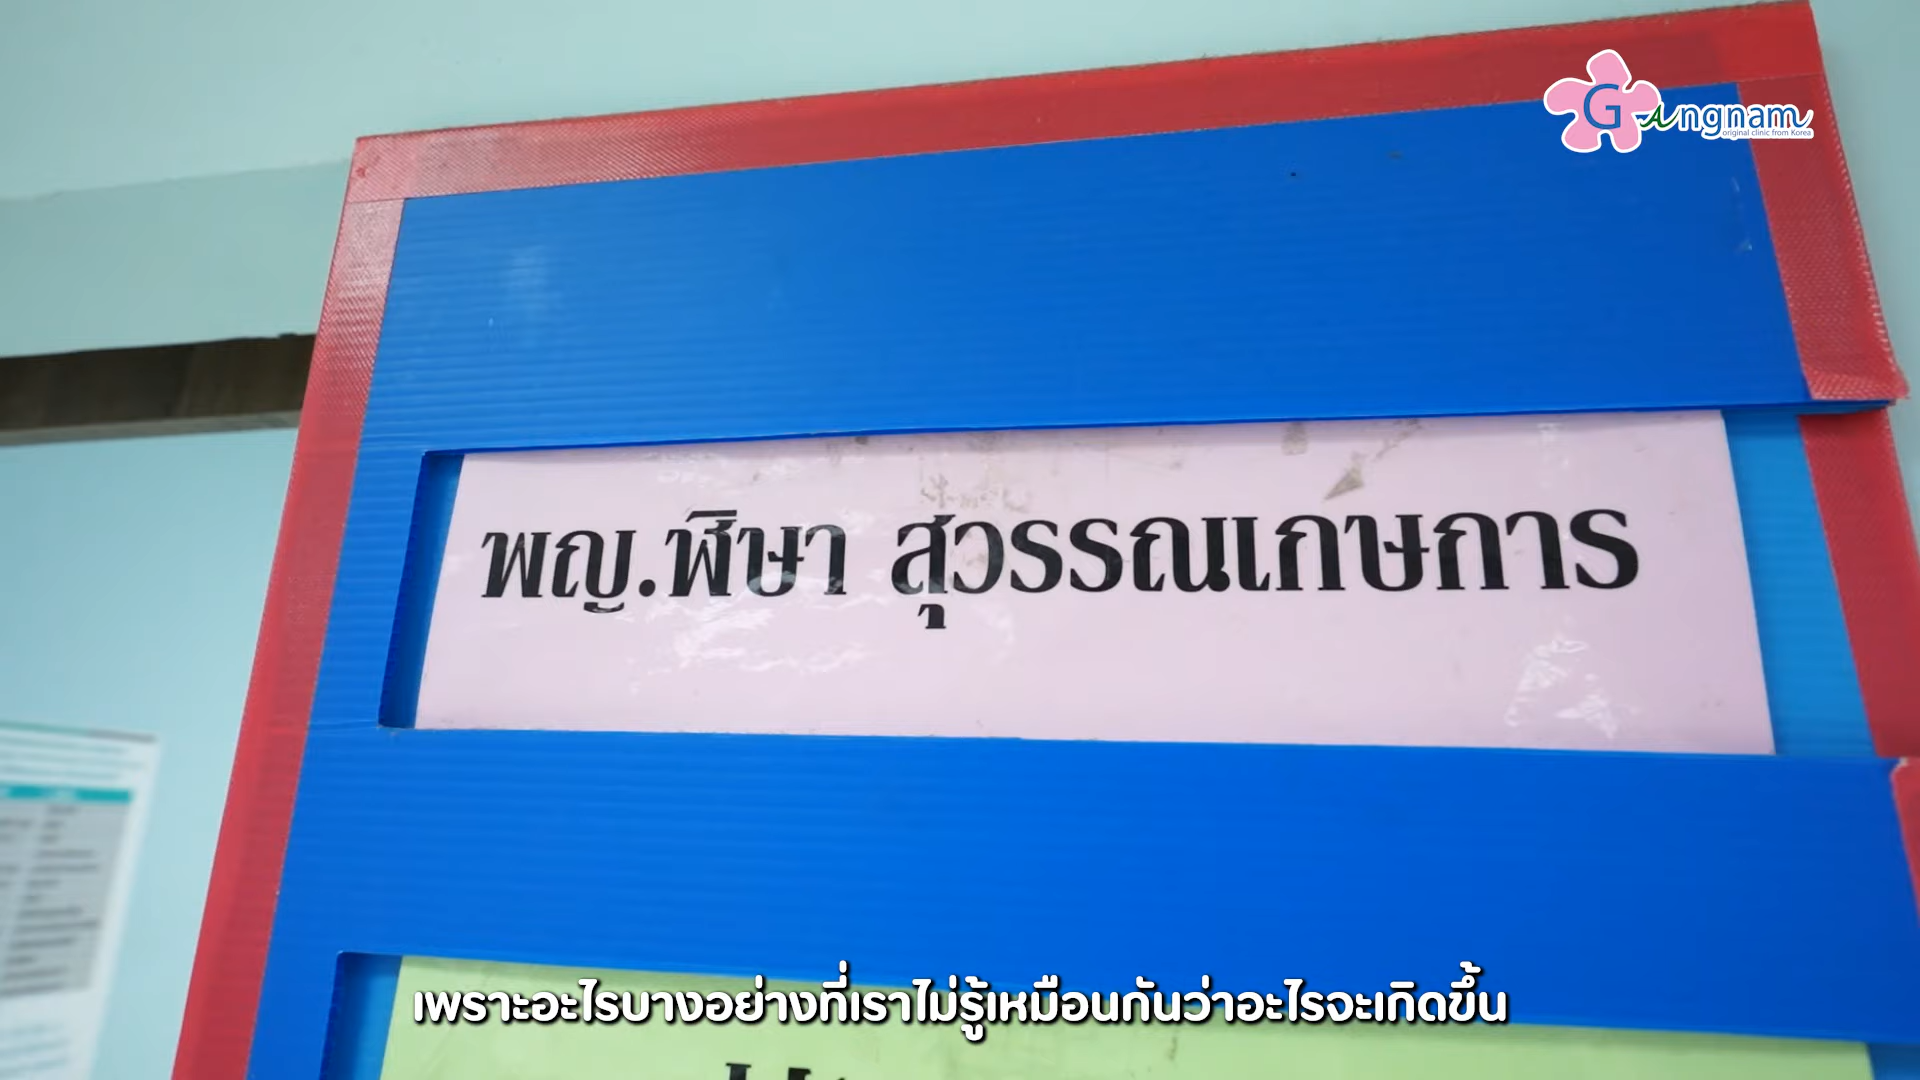 Gangnam
original clinic from Korea
พญ.ฬิษา สุวรรณเกษการ
เพราะอะไรบางอย่างที่เราไม่รู้เหมือนกันว่าอะไรจะเกิดขึ้น